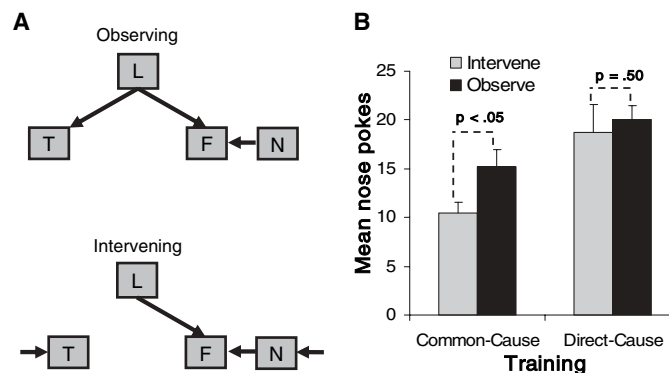 A
Observing
L
T
F
N
Intervening
L
T
F
N
B
Intervene
Observe
p < .05
p = .50
Mean nose pokes
25
20
15
10
5
0
Common-Cause
Direct-Cause
Training